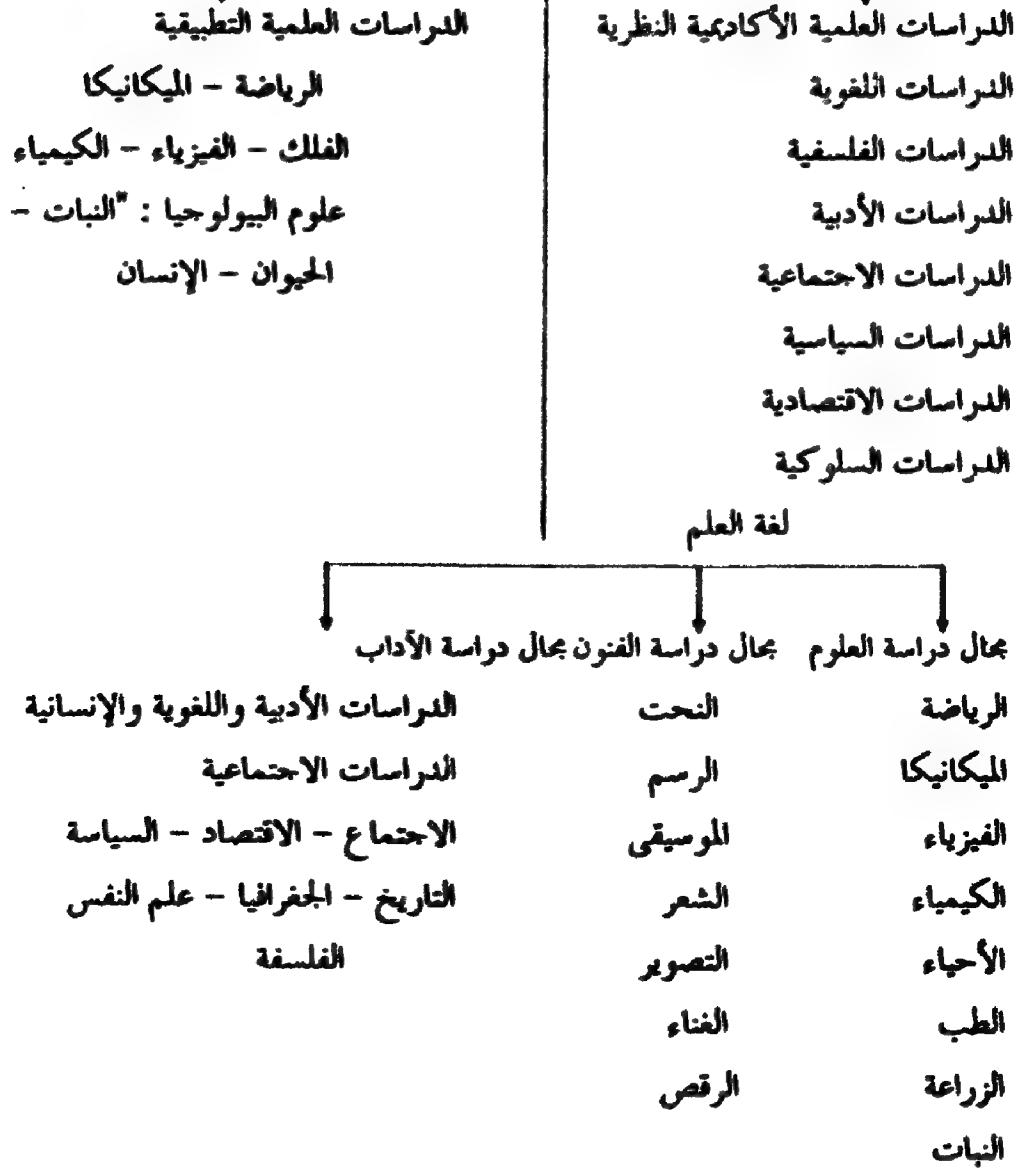 الدراسات العلمية الأكاديمية النظرية
الدراسات اللغوية
الدراسات الفلسفية
الدراسات الأدبية
الدراسات الاجتماعية
الدراسات السياسية
الدراسات الاقتصادية
الدراسات السلوكية
الدراسات العلمية التطبيقية
الرياضة – الميكانيكا
الفلك – الفيزياء – الكيمياء
علوم البيولوجيا : "النبات –
الحيوان – الإنسان
لغة العلم
مجال دراسة العلوم
الرياضة
الميكانيكا
الفيزياء
الكيمياء
الأحياء
الطب
الزراعة
النبات
مجال دراسة الفنون
النحت
الرسم
الموسيقى
الشعر
التصوير
الغناء
الرقص
مجال دراسة الآداب
الدراسات الأدبية واللغوية والإنسانية
الدراسات الاجتماعية
الاجتماع – الاقتصاد – السياسة
التاريخ – الجغرافيا – علم النفس
الفلسفة